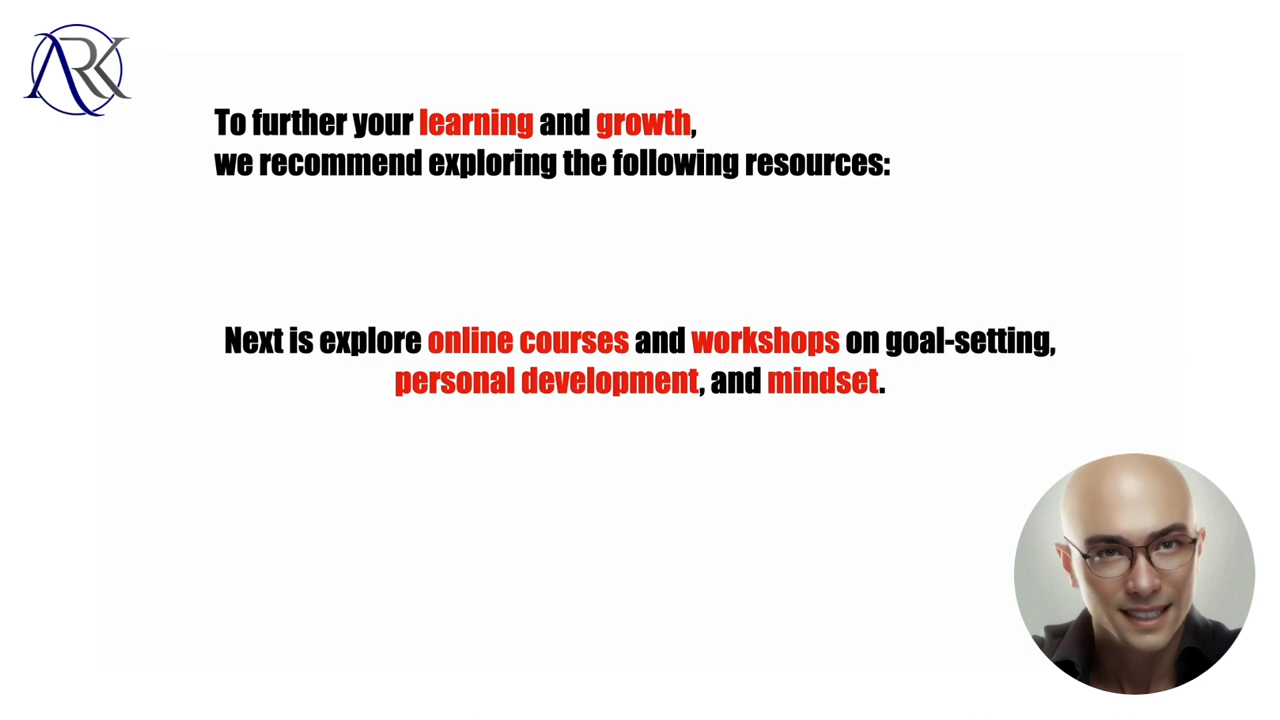 ARK
To further your learning and growth,
we recommend exploring the following resources:
Next is explore online courses and workshops on goal-setting,
personal development, and mindset.